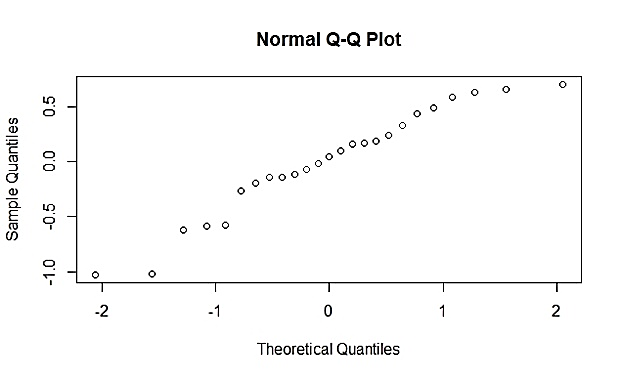 Normal Q-Q Plot
Sample Quantiles
0.5
0.0
-0.5
-1.0
-2 -1 0 1 2
Theoretical Quantiles